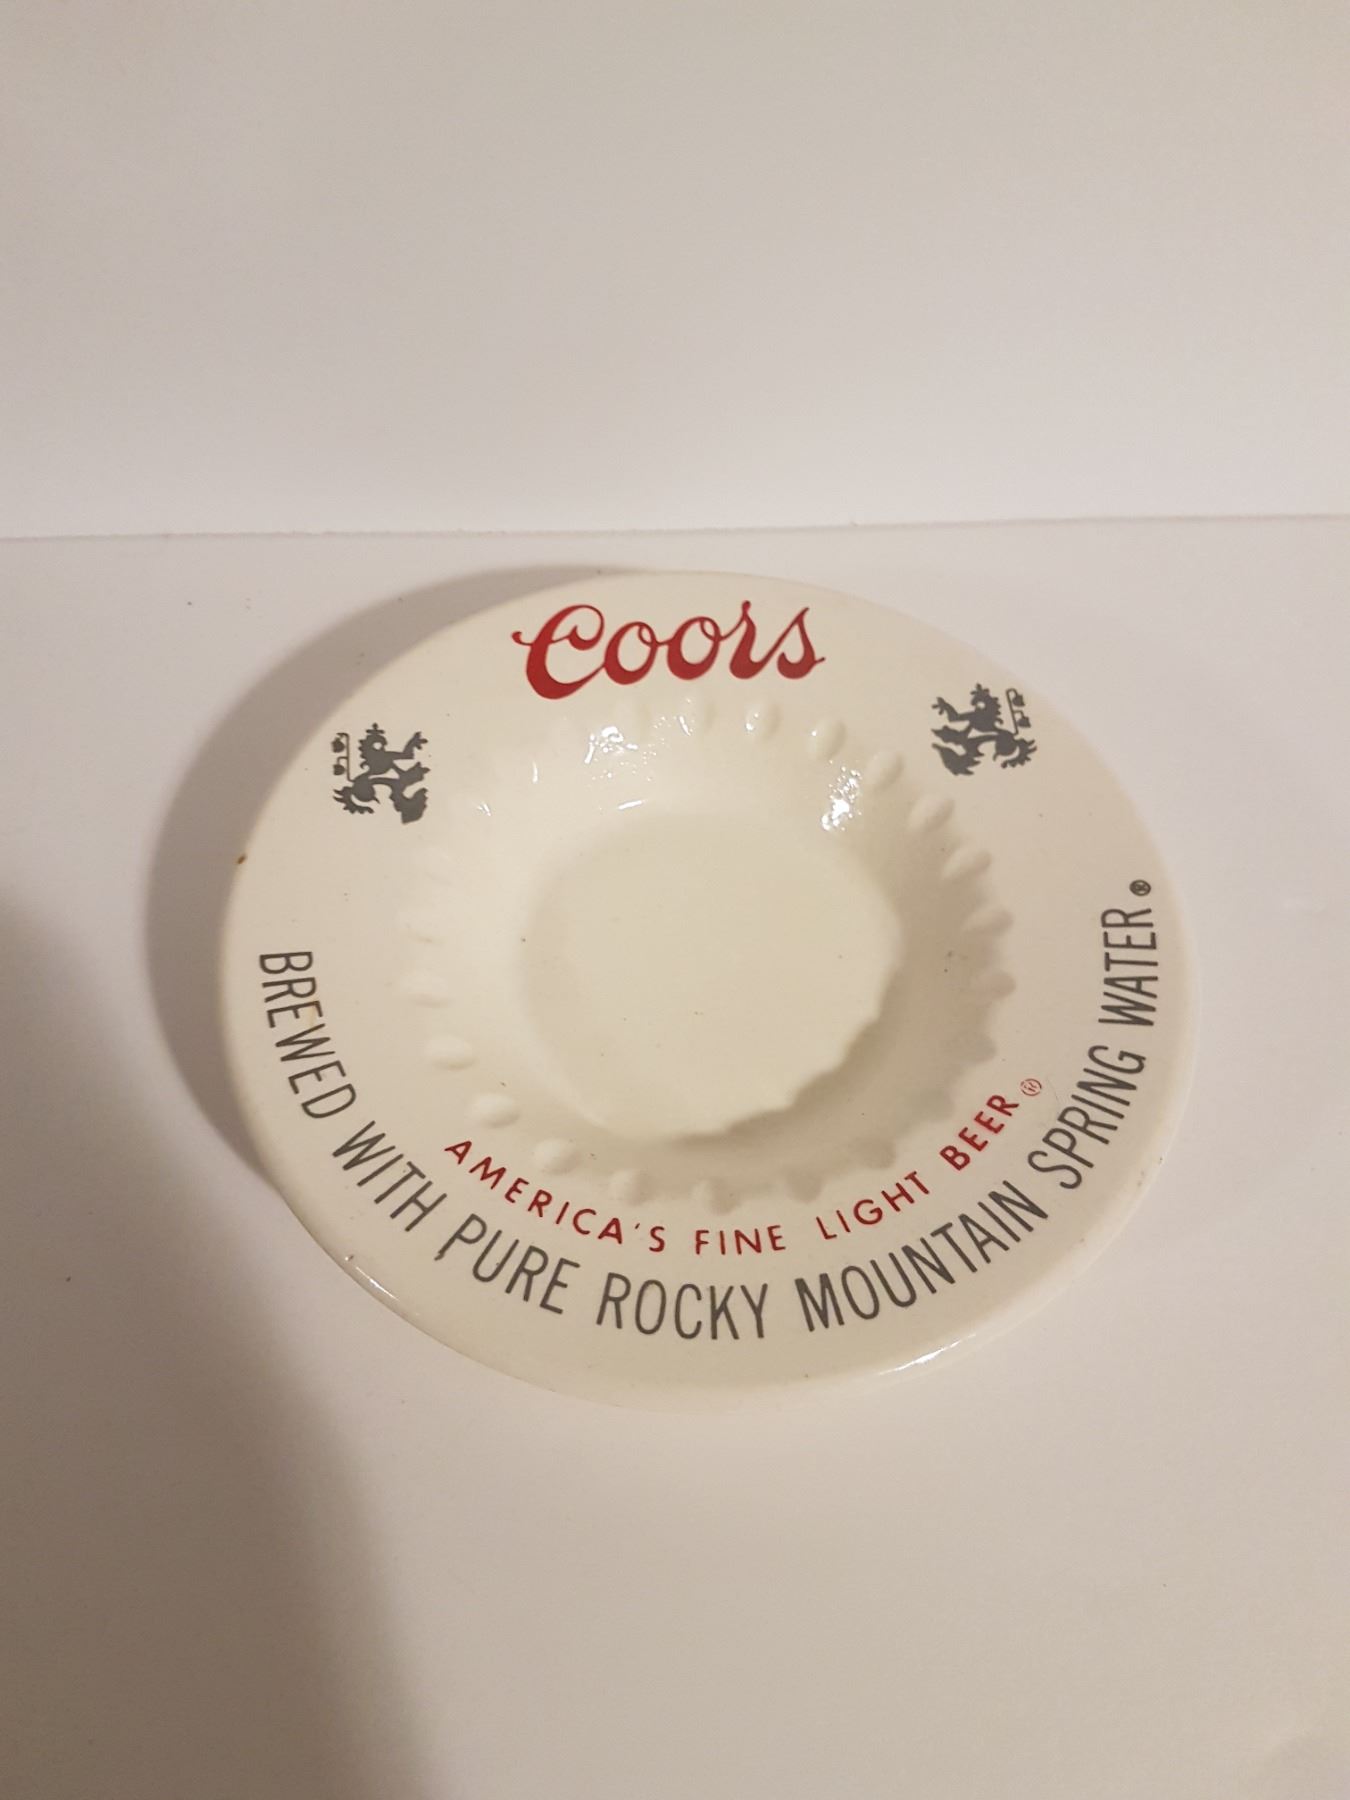 Coors
AMERICA'S FINE LIGHT BEER®
BREWED WITH PURE ROCKY MOUNTAIN SPRING WATER®